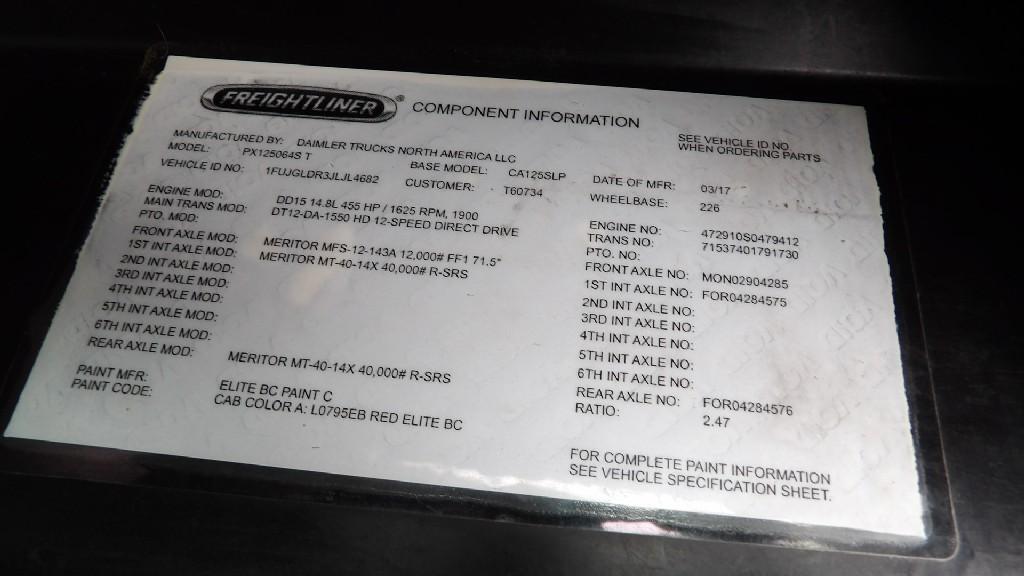 FREIGHTLINER® COMPONENT INFORMATION
MANUFACTURED BY: DAIMLER TRUCKS NORTH AMERICA LLC SEE VEHICLE ID NO
MODEL: PX125064S T BASE MODEL: CA125SLP WHEN ORDERING PARTS
VEHICLE ID NO: 1FUJGLDR3JLJL4682 CUSTOMER: T60734 DATE OF MFR: 03/17
WHEELBASE: 226
ENGINE MOD: DD15 14.8L 455 HP / 1625 RPM, 1900 ENGINE NO: 472910S0479412
MAIN TRANS MOD: DT12-DA-1550 HD 12-SPEED DIRECT DRIVE TRANS NO: 71537401791730
PTO. MOD: PTO. NO:
FRONT AXLE MOD: MERITOR MFS-12-143A 12,000# FF1 71.5" FRONT AXLE NO: MON02904285
1ST INT AXLE MOD: MERITOR MT-40-14X 40,000# R-SRS 1ST INT AXLE NO: FOR04284575
2ND INT AXLE MOD: 2ND INT AXLE NO:
3RD INT AXLE MOD: 3RD INT AXLE NO:
4TH INT AXLE MOD: 4TH INT AXLE NO:
5TH INT AXLE MOD: 5TH INT AXLE NO:
6TH INT AXLE MOD: 6TH INT AXLE NO:
REAR AXLE MOD: MERITOR MT-40-14X 40,000# R-SRS REAR AXLE NO: FOR04284576
RATIO: 2.47
PAINT MFR: ELITE BC PAINT C
PAINT CODE: CAB COLOR A: L0795EB RED ELITE BC
FOR COMPLETE PAINT INFORMATION
SEE VEHICLE SPECIFICATION SHEET.